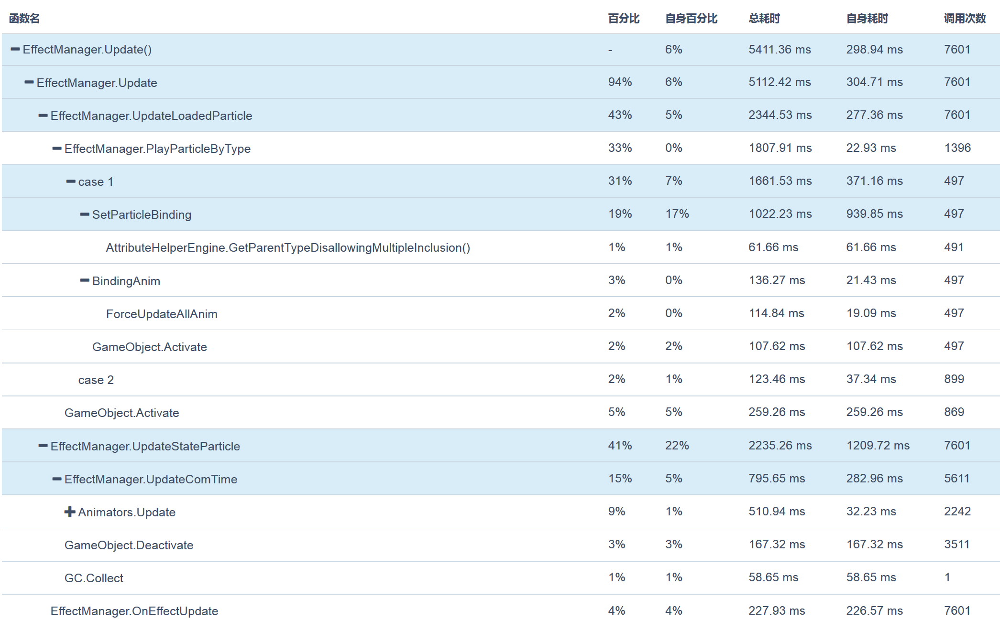 函数名 百分比 自身百分比 总耗时 自身耗时 调用次数
EffectManager.Update() - 6% 5411.36 ms 298.94 ms 7601
EffectManager.Update 94% 6% 5112.42 ms 304.71 ms 7601
EffectManager.UpdateLoadedParticle 43% 5% 2344.53 ms 277.36 ms 7601
EffectManager.PlayParticleByType 33% 0% 1807.91 ms 22.93 ms 1396
case 1 31% 7% 1661.53 ms 371.16 ms 497
SetParticleBinding 19% 17% 1022.23 ms 939.85 ms 497
AttributeHelperEngine.GetParentTypeDisallowingMultipleInclusion() 1% 1% 61.66 ms 61.66 ms 491
BindingAnim 3% 0% 136.27 ms 21.43 ms 497
ForceUpdateAllAnim 2% 0% 114.84 ms 19.09 ms 497
GameObject.Activate 2% 2% 107.62 ms 107.62 ms 497
case 2 2% 1% 123.46 ms 37.34 ms 899
GameObject.Activate 5% 5% 259.26 ms 259.26 ms 869
EffectManager.UpdateStateParticle 41% 22% 2235.26 ms 1209.72 ms 7601
EffectManager.UpdateComTime 15% 5% 795.65 ms 282.96 ms 5611
Animators.Update 9% 1% 510.94 ms 32.23 ms 2242
GameObject.Deactivate 3% 3% 167.32 ms 167.32 ms 3511
GC.Collect 1% 1% 58.65 ms 58.65 ms 1
EffectManager.OnEffectUpdate 4% 4% 227.93 ms 226.57 ms 7601